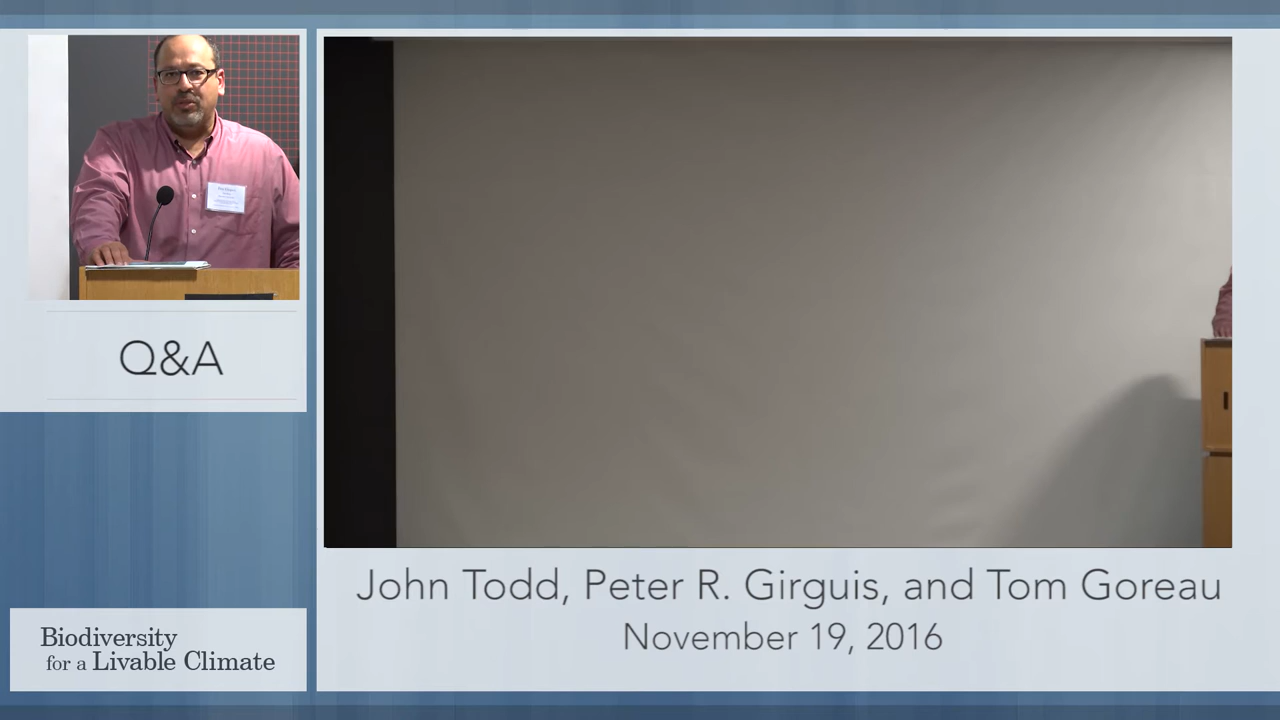 Q&A
Biodiversity
for a Livable Climate
John Todd, Peter R. Girguis, and Tom Goreau
November 19, 2016